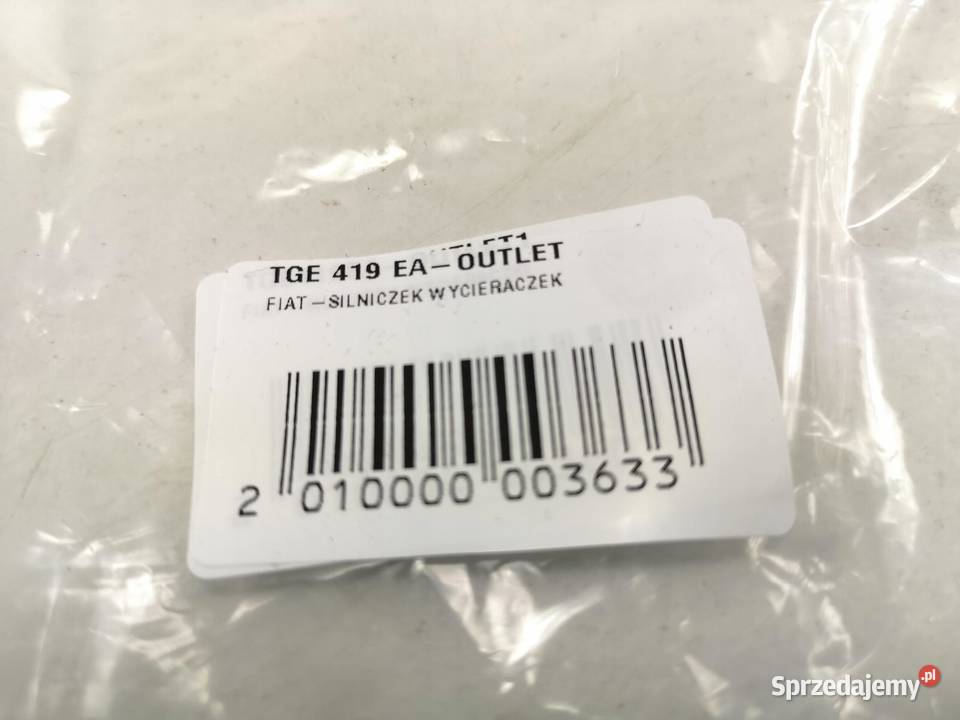 TGE 419 EA-OUTLET
FIAT-SILNICZEK WYCIERACZEK
2 010000 003633
Sprzedajemy.pl